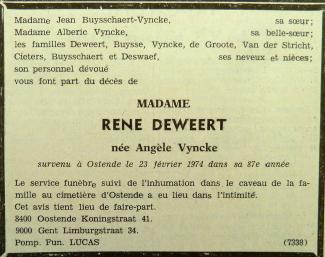 Madame Jean Buysschaert-Vyncke, sa sœur;
Madame Alberic Vyncke, sa belle-sœur;
les familles Deweert, Buysse, Vyncke, de Groote, Van der Stricht,
Cieters, Buysschaert et Deswaef, ses neveux et nièces;
son personnel dévoué
vous font part du décès de
MADAME
RENE DEWEERT
née Angèle Vyncke
survenu à Ostende le 23 février 1974 dans sa 87e année
Le service funèbre suivi de l'inhumation dans le caveau de la fa-
mille au cimetière d'Ostende a eu lieu dans l'intimité.
Cet avis tient lieu de faire-part.
8400 Oostende Koningstraat 41.
9000 Gent Limburgstraat 34.
Pomp. Fun. LUCAS (7338)